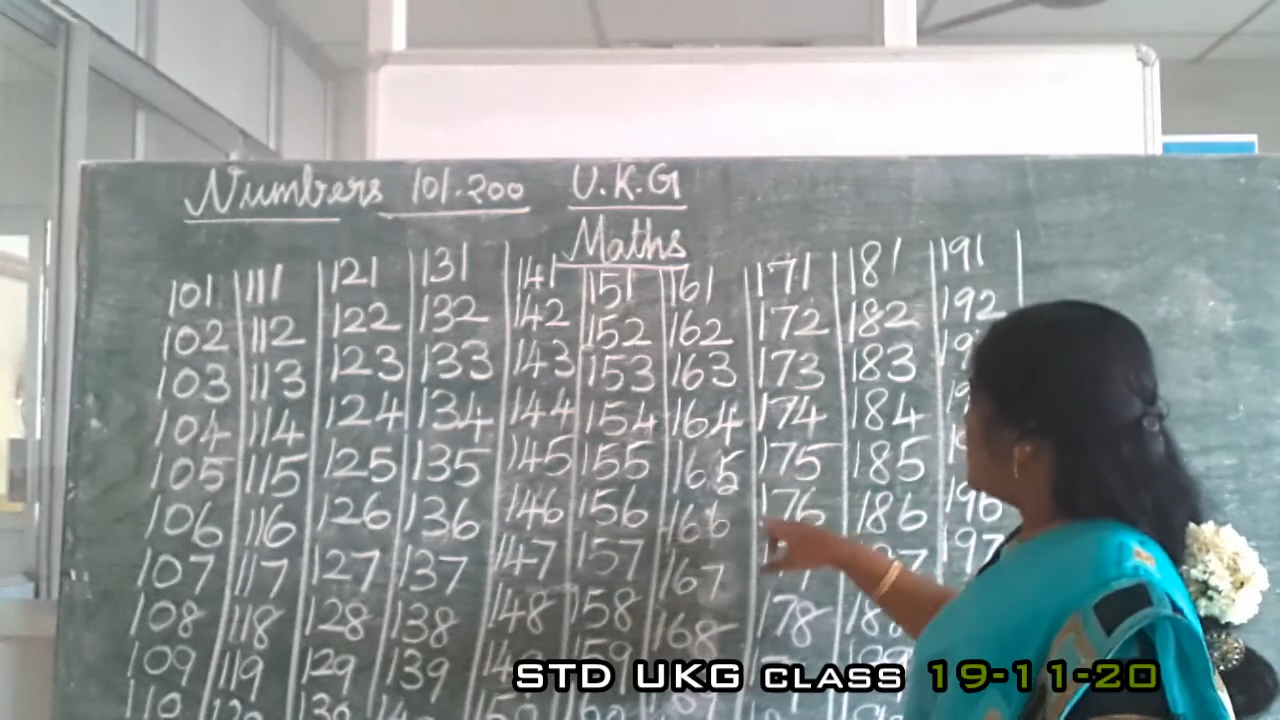 Numbers 101-200 U.K.G
Maths
101 111 121 131 141 151 161 171 181 191
102 112 122 132 142 152 162 172 182 192
103 113 123 133 143 153 163 173 183
104 114 124 134 144 154 164 174 184
105 115 125 135 145 155 165 175 185
106 116 126 136 146 156 166 176 186 196
107 117 127 137 147 157 167 197
108 118 128 138 148 158 168 178
109 119 129 139 159
110
STD UKG CLASS 19-11-20